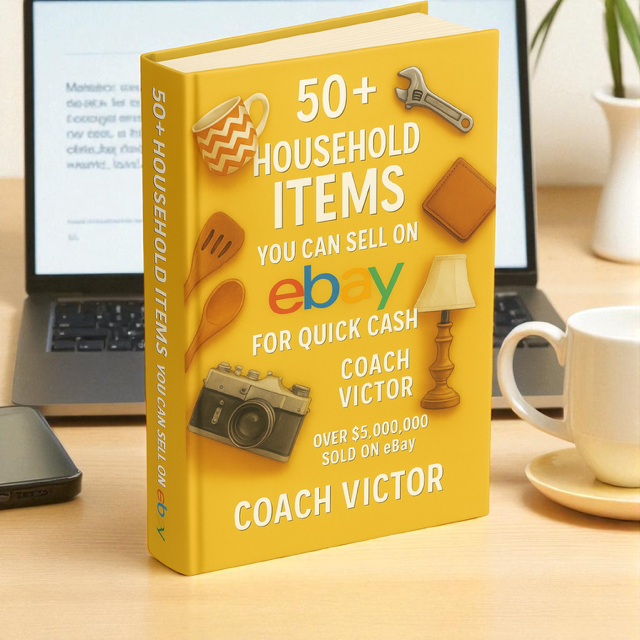 50+
HOUSEHOLD
ITEMS
YOU CAN SELL ON
ebay
FOR QUICK CASH
COACH
VICTOR
OVER $5,000,000
SOLD ON eBay
COACH VICTOR
50+ HOUSEHOLD ITEMS YOU CAN SELL ON ebay